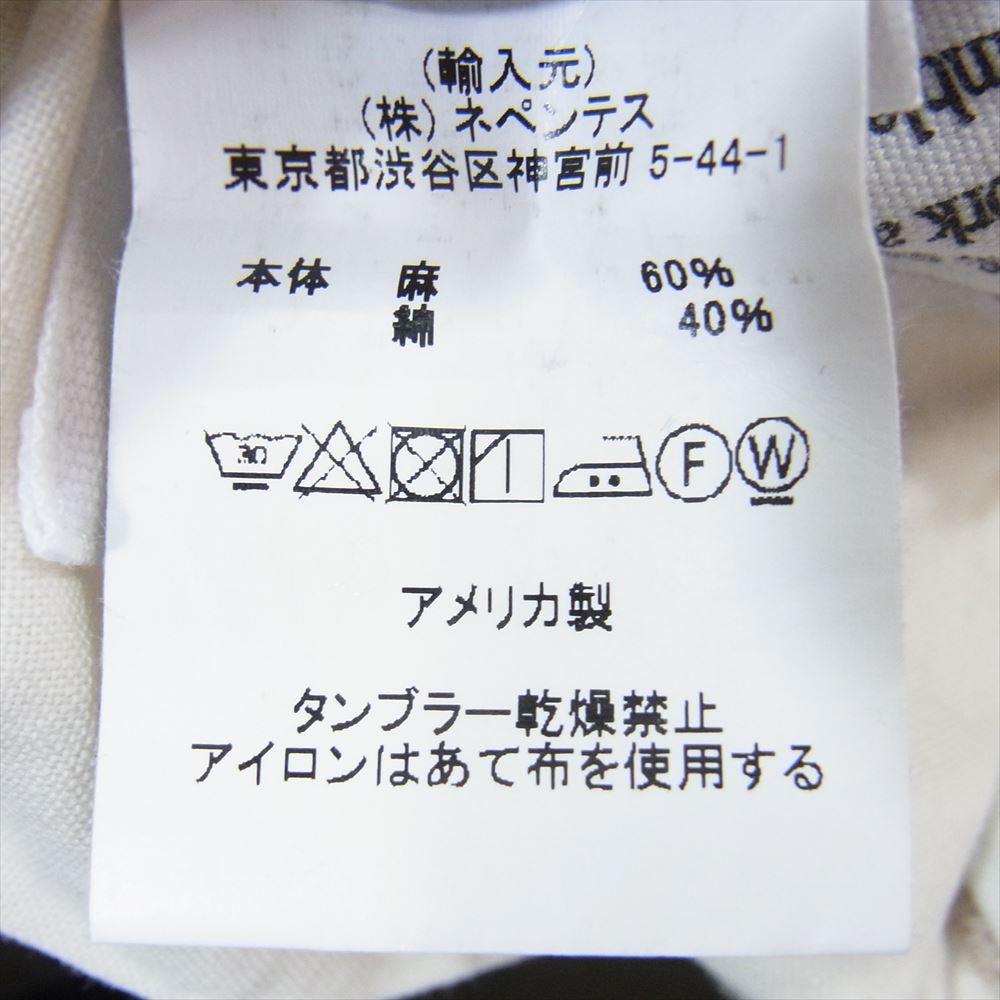 (輸入元)
(株) ネペンテス
東京都渋谷区神宮前 5-44-1
本体 麻 60%
綿 40%
30
F
W
アメリカ製
タンブラー乾燥禁止
アイロンはあて布を使用する